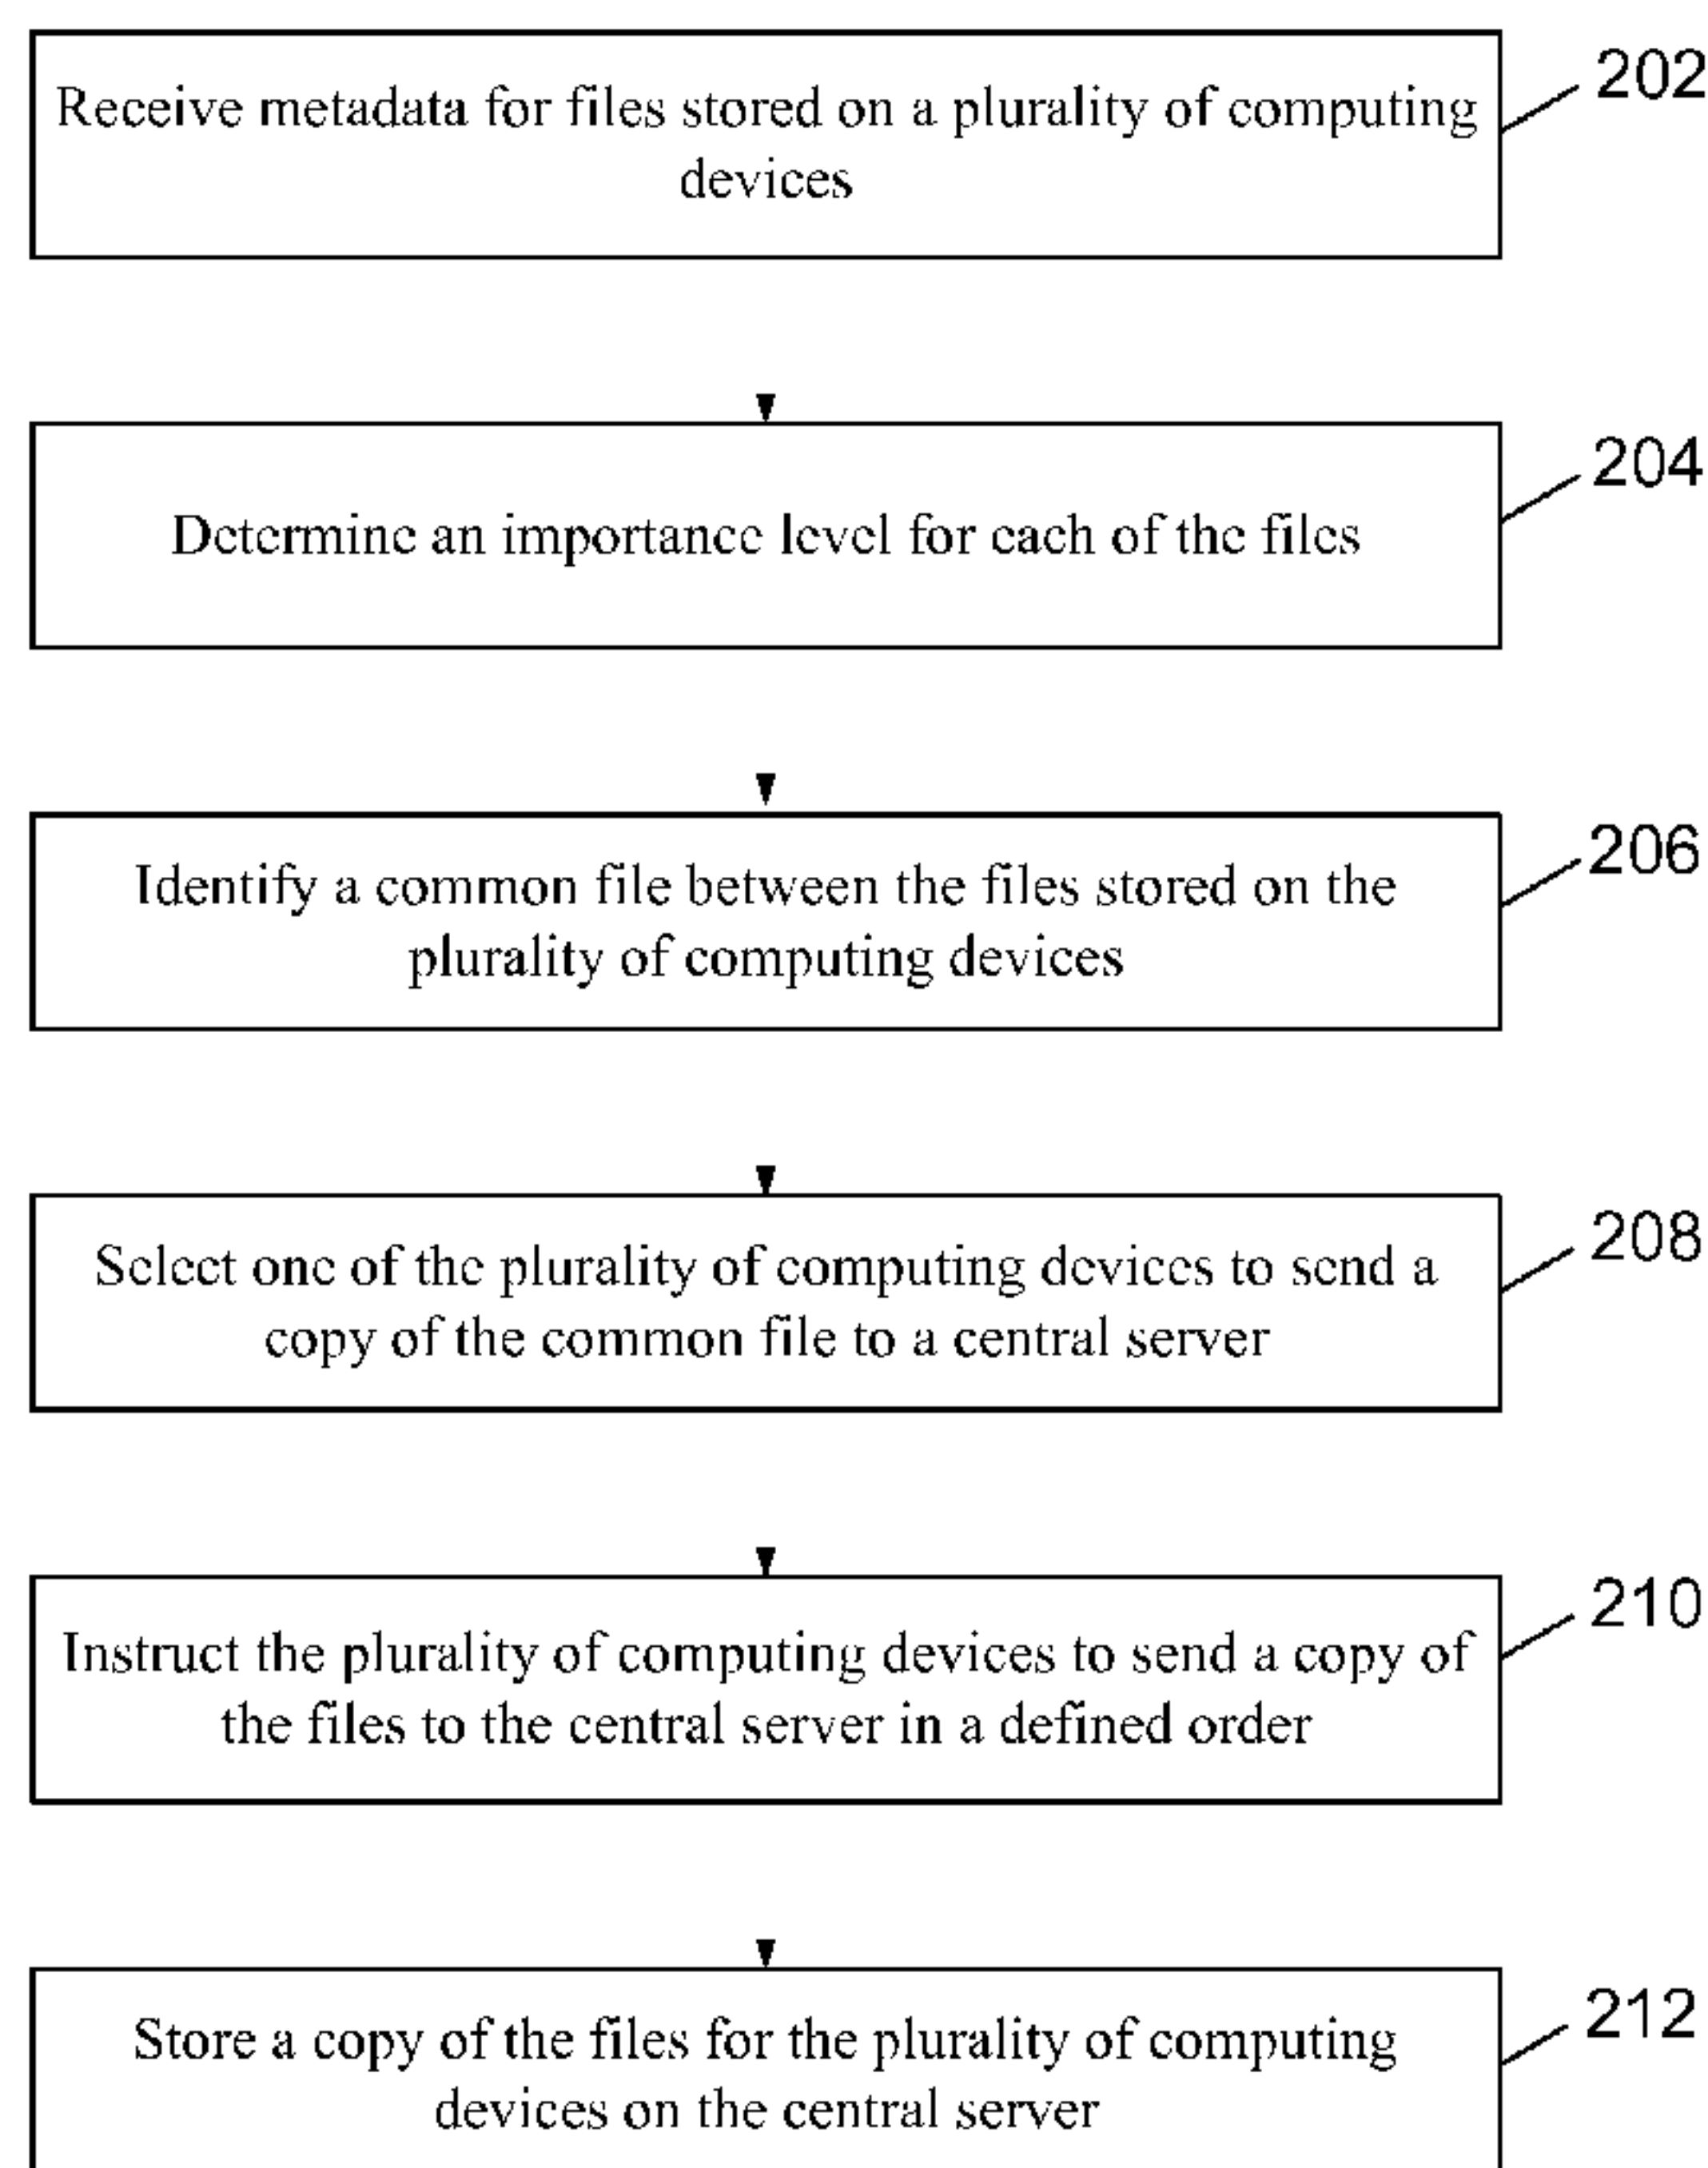 Receive metadata for files stored on a plurality of computing
devices
202
Determine an importance level for each of the files
204
Identify a common file between the files stored on the
plurality of computing devices
206
Select one of the plurality of computing devices to send a
copy of the common file to a central server
208
Instruct the plurality of computing devices to send a copy of
the files to the central server in a defined order
210
Store a copy of the files for the plurality of computing
devices on the central server
212